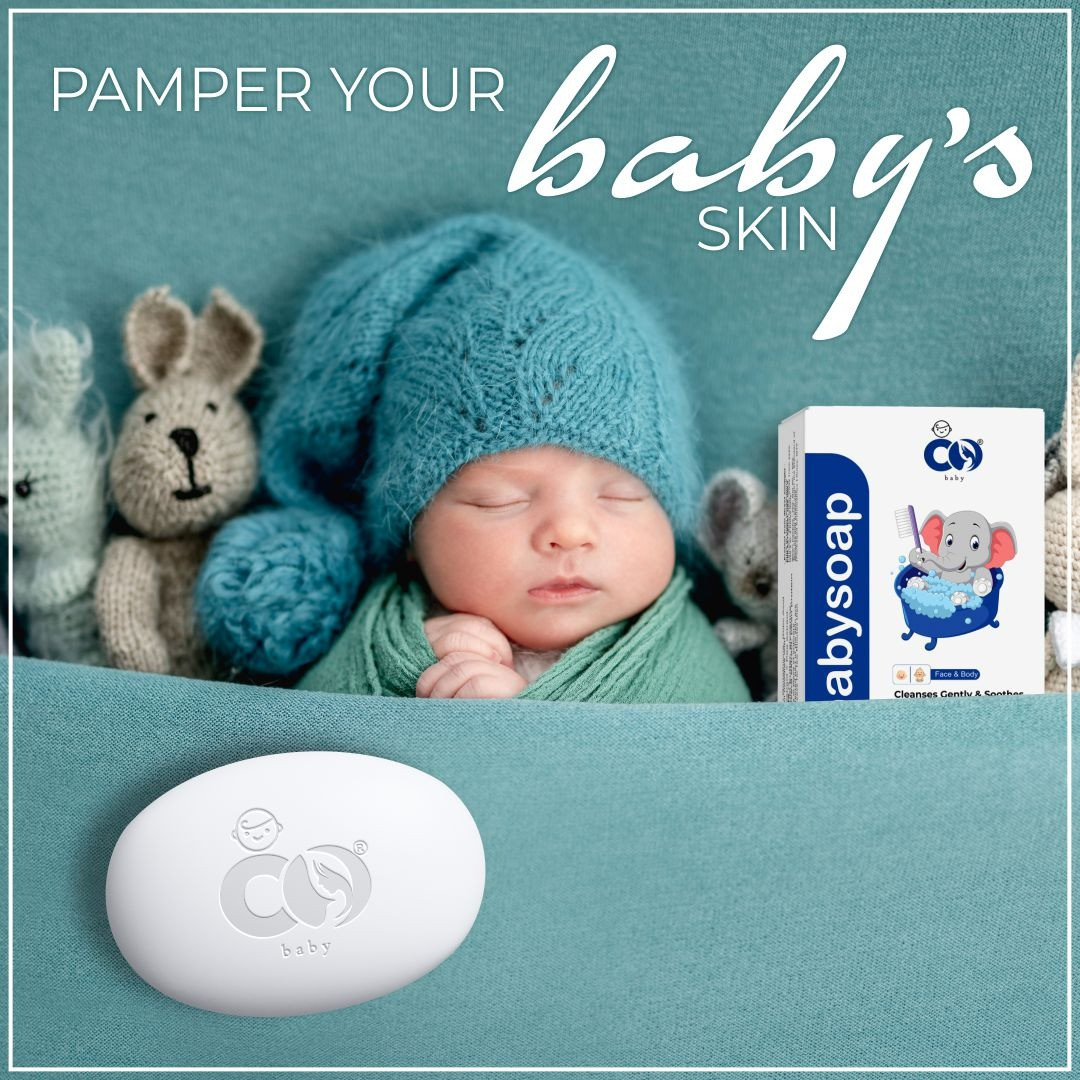 PAMPER YOUR baby's
SKIN
CO®
baby
abysoap
Face & Body
Cleanses Gently & Soothes
CO®
baby